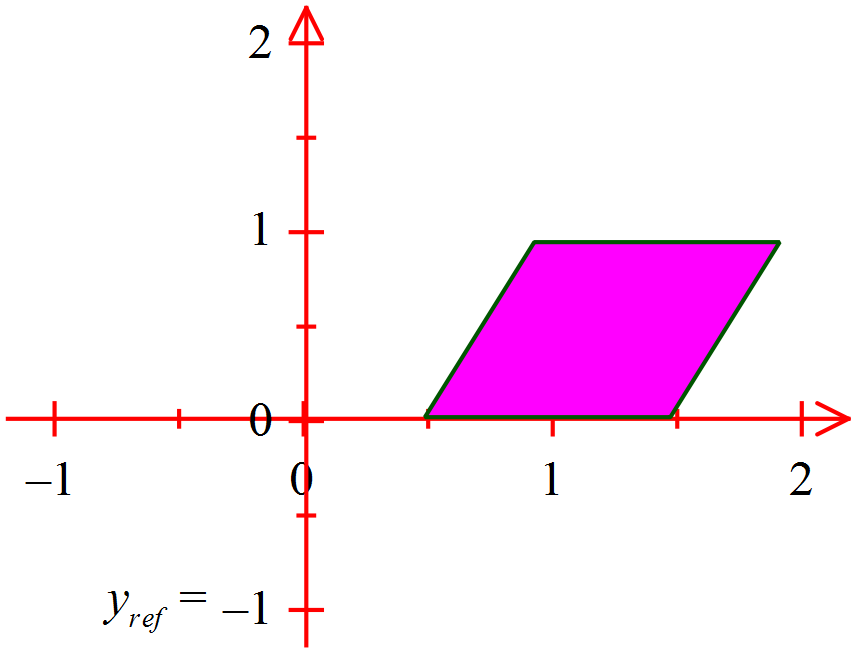 2
1
0
–1 0 1 2
y_ref = –1